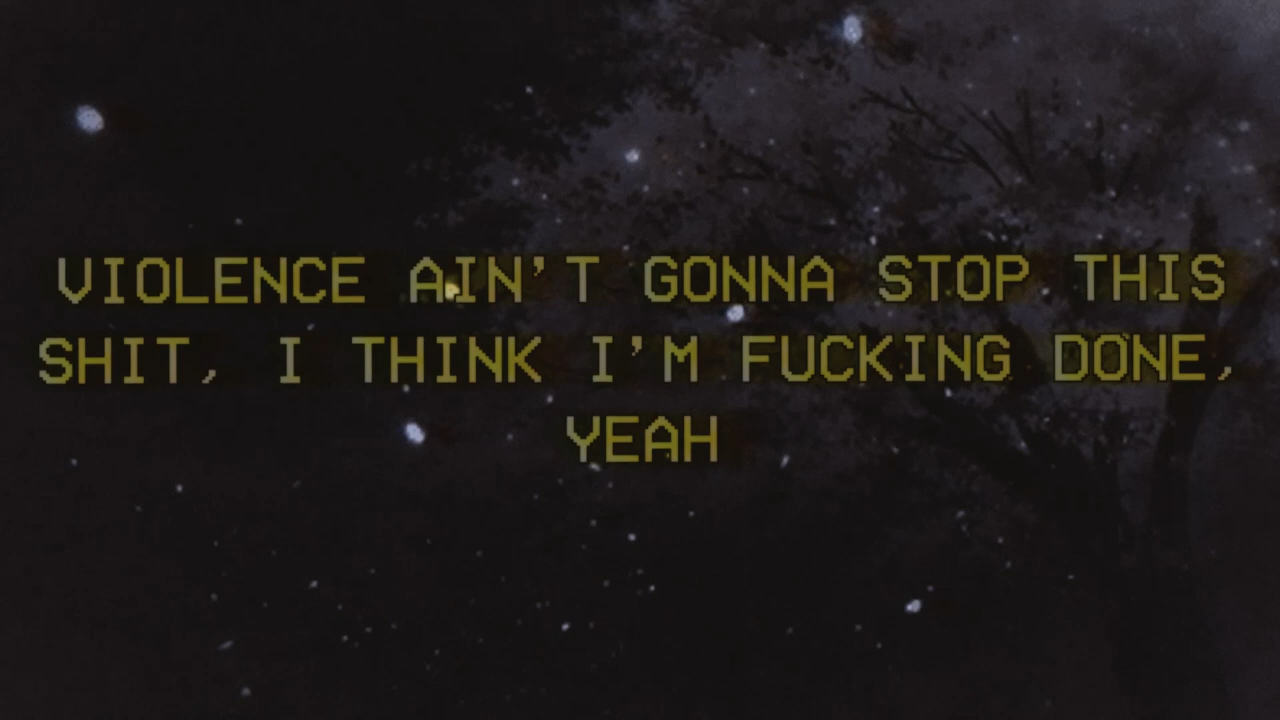 VIOLENCE AIN'T GONNA STOP THIS
SHIT, I THINK I'M FUCKING DONE,
YEAH